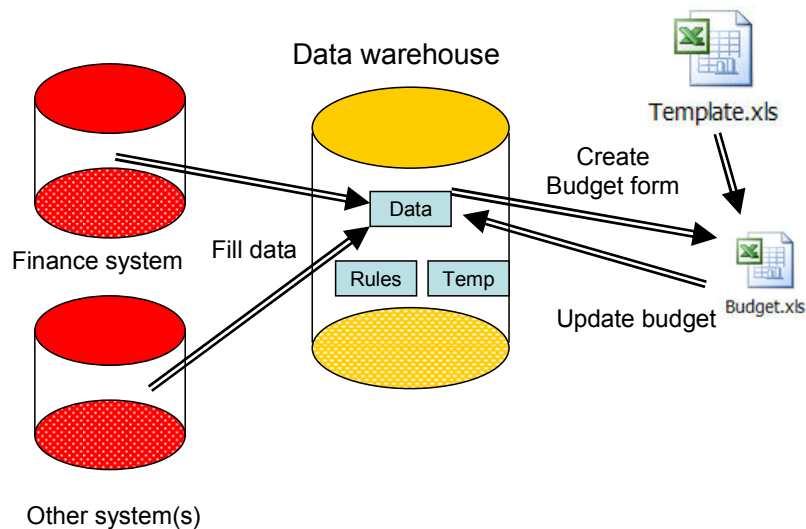 Data warehouse
Template.xls
Create
Budget form
Data
Finance system
Fill data
Rules
Temp
Budget.xls
Update budget
Other system(s)